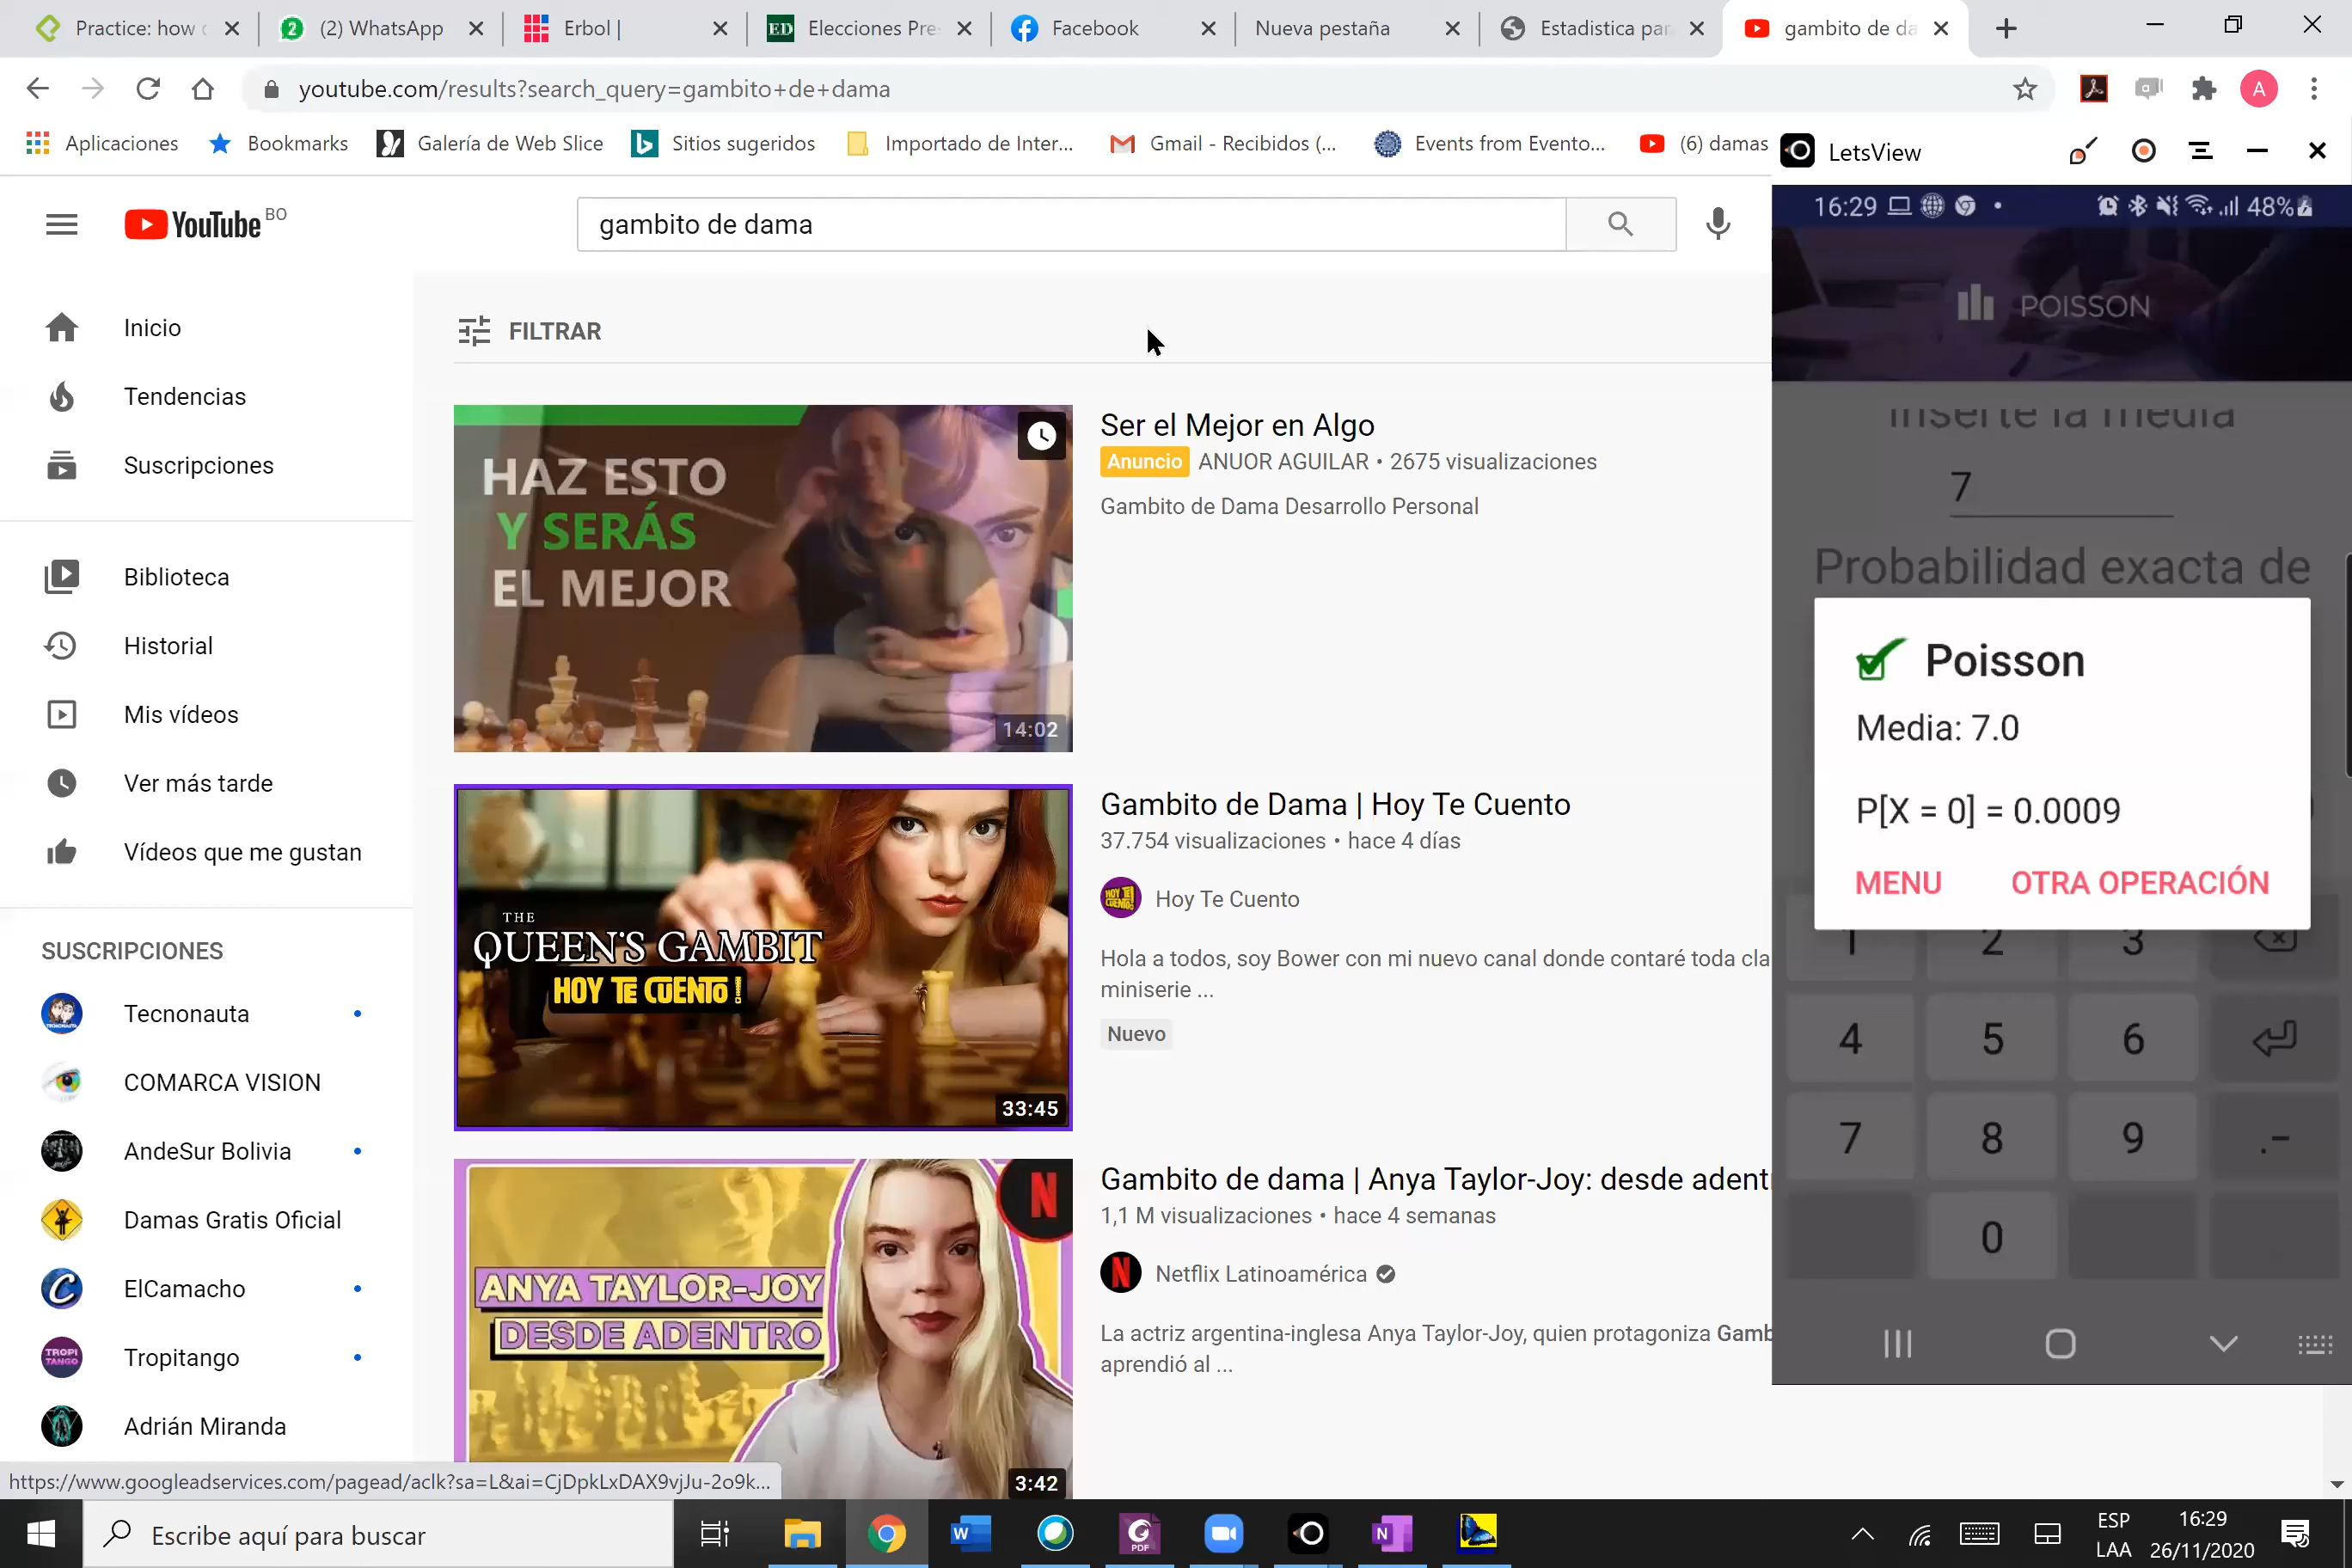 Practice: how
(2) WhatsApp
Erbol |
Elecciones Pre
Facebook
Nueva pestaña
Estadistica par
gambito de da
youtube.com/results?search_query=gambito+de+dama
A
Aplicaciones
Bookmarks
Galería de Web Slice
Sitios sugeridos
Importado de Inter...
Gmail - Recibidos (...
Events from Evento...
(6) damas
LetsView
YouTube BO
gambito de dama
16:29
48%
POISSON
Inserte la media
7
Probabilidad exacta de
Poisson
Media: 7.0
P[X = 0] = 0.0009
MENU
OTRA OPERACIÓN
1 2 3
4 5 6
7 8 9 .-
0
Inicio
Tendencias
Suscripciones
Biblioteca
Historial
Mis vídeos
Ver más tarde
Vídeos que me gustan
SUSCRIPCIONES
Tecnonauta
COMARCA VISION
AndeSur Bolivia
Damas Gratis Oficial
ElCamacho
Tropitango
Adrián Miranda
FILTRAR
HAZ ESTO
Y SERÁS
EL MEJOR
14:02
Ser el Mejor en Algo
Anuncio ANUOR AGUILAR • 2675 visualizaciones
Gambito de Dama Desarrollo Personal
THE
QUEEN'S GAMBIT
HOY TE CUENTO!
33:45
Gambito de Dama | Hoy Te Cuento
37.754 visualizaciones • hace 4 días
Hoy Te Cuento
Hola a todos, soy Bower con mi nuevo canal donde contaré toda cla
miniserie ...
Nuevo
N
ANYA TAYLOR-JOY
DESDE ADENTRO
3:42
Gambito de dama | Anya Taylor-Joy: desde adent
1,1 M visualizaciones • hace 4 semanas
Netflix Latinoamérica
La actriz argentina-inglesa Anya Taylor-Joy, quien protagoniza Gamb
aprendió al ...
https://www.googleadservices.com/pagead/aclk?sa=L&ai=CjDpkLxDAX9vjJu-2o9k...
Escribe aquí para buscar
ESP
LAA
16:29
26/11/2020